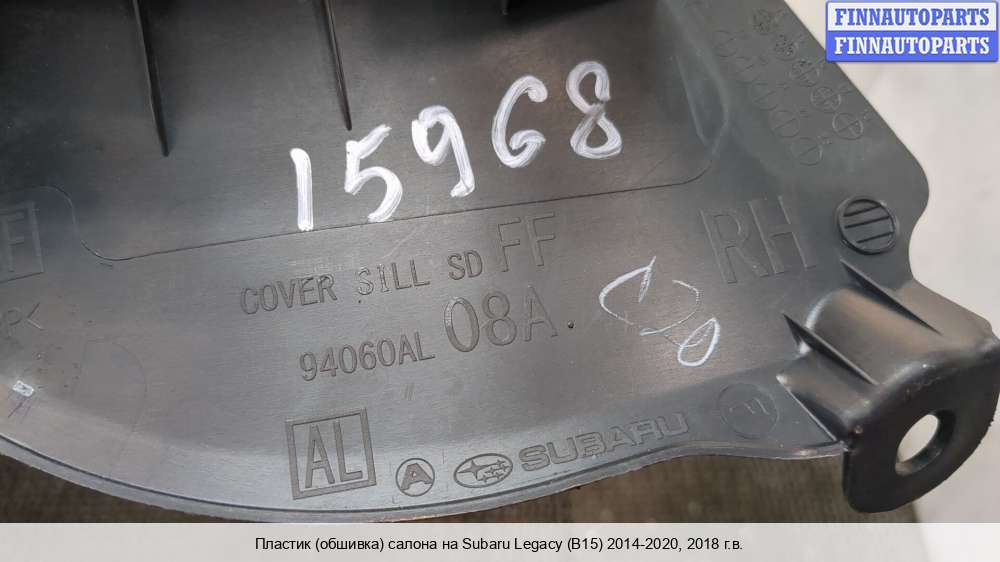 FINNAUTOPARTS
FINNAUTOPARTS
15968
F
COVER SILL SD FF
RH
94060AL 08A.
AL
A
SUBARU
Пластик (обшивка) салона на Subaru Legacy (B15) 2014-2020, 2018 г.в.